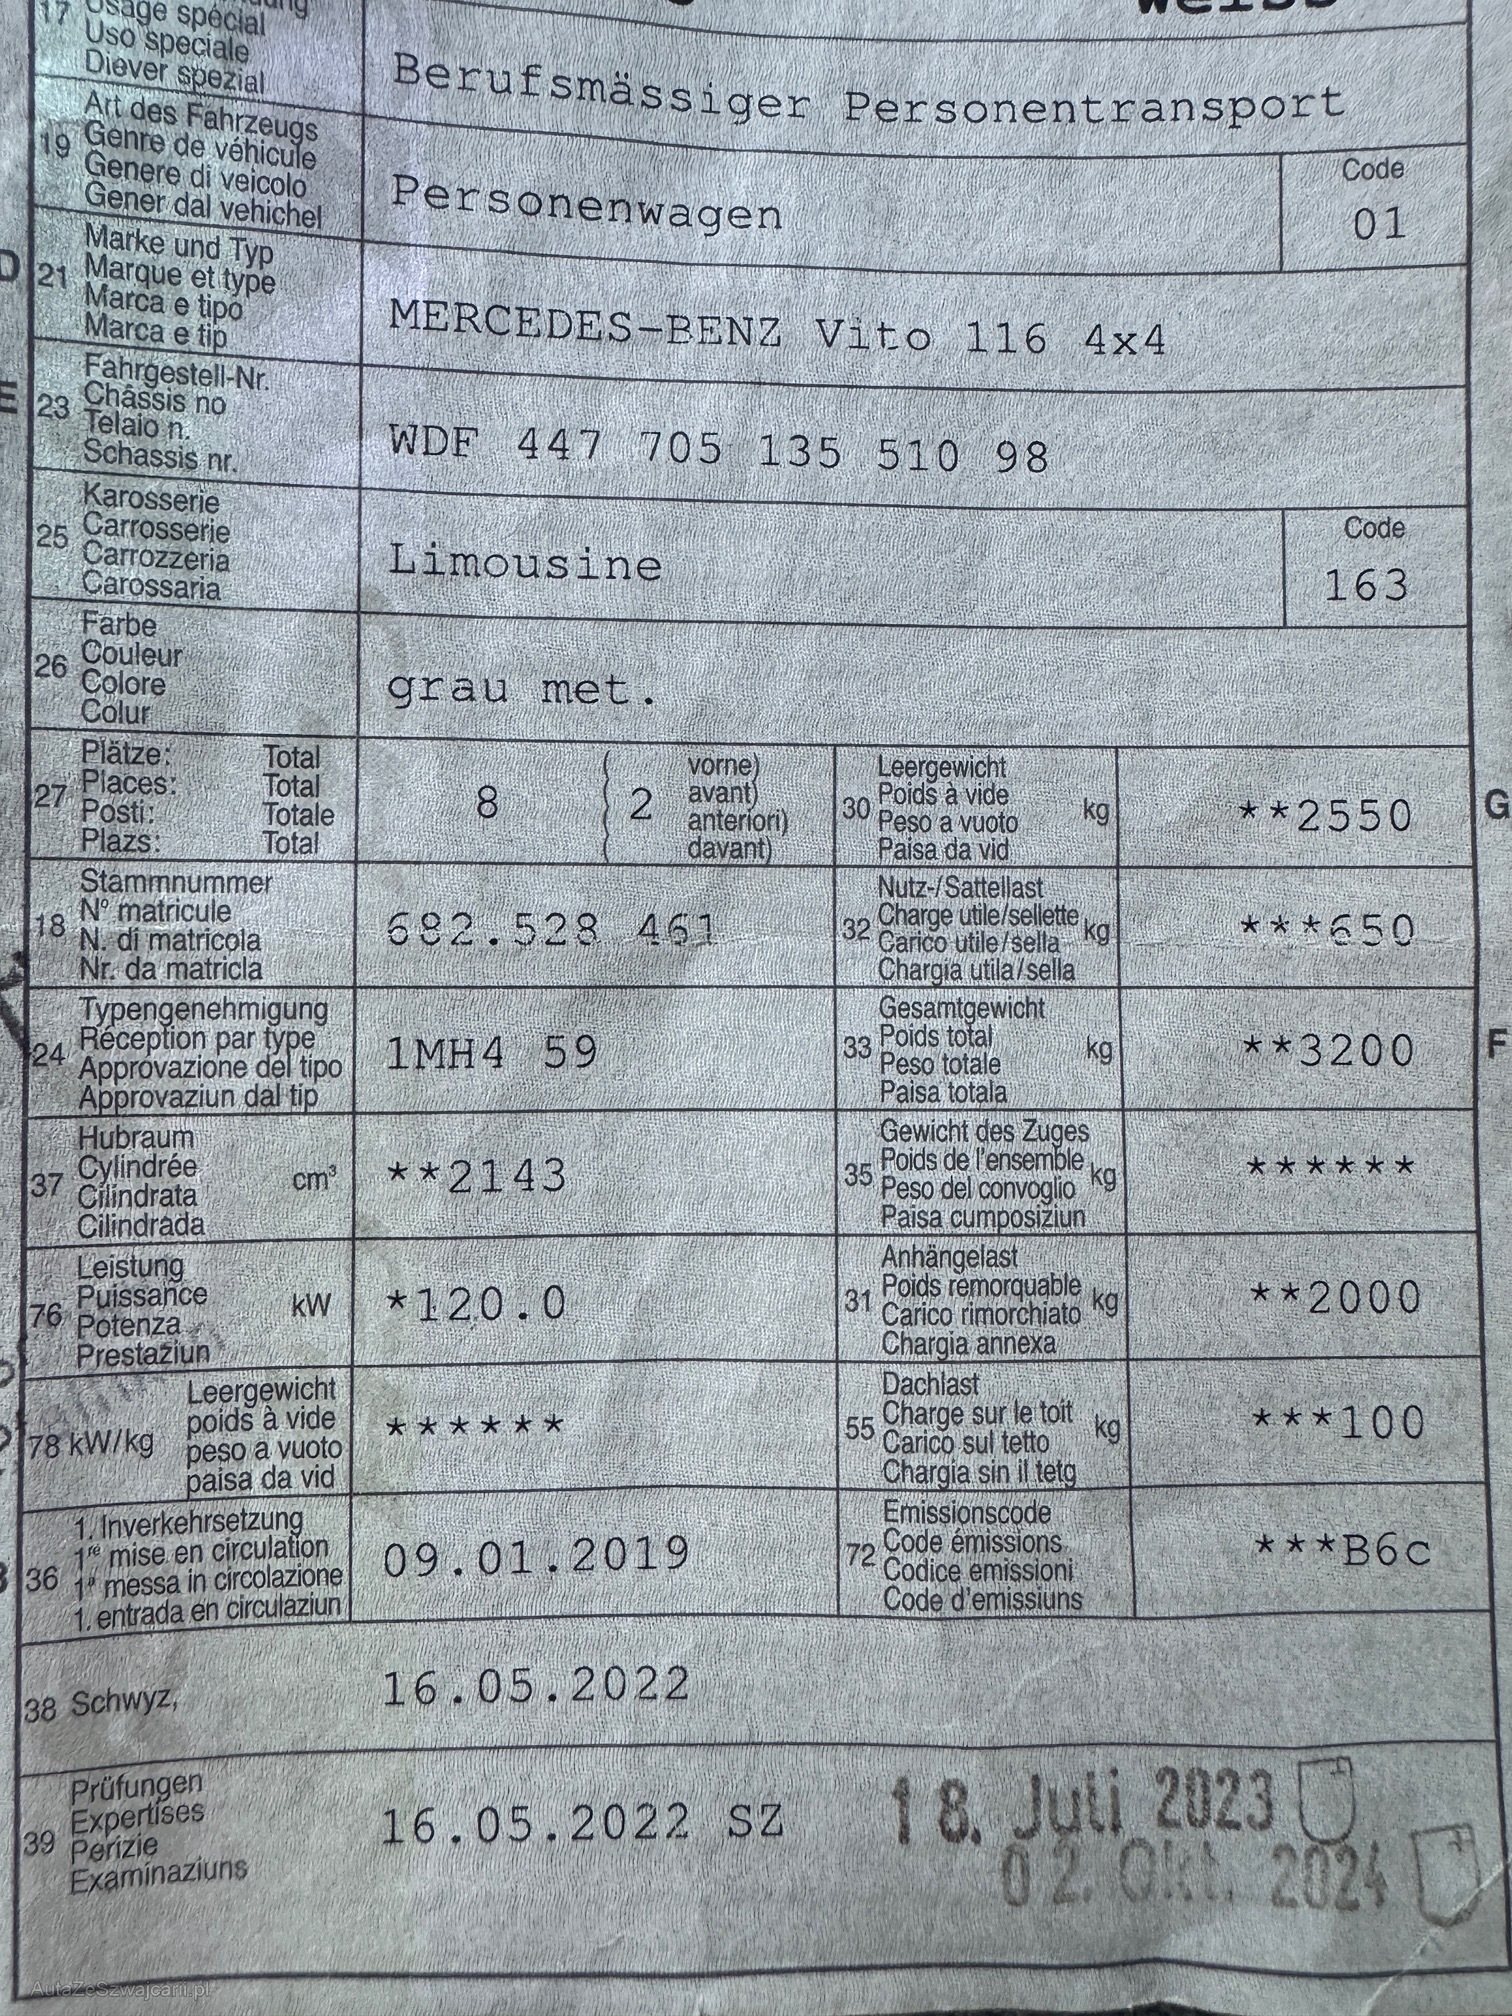 17 Usage spécial
Uso speciale
Diever spezial
Berufsmässiger Personentransport
19 Art des Fahrzeugs
Genre de véhicule
Genere di veicolo
Gener dal vehichel
Personenwagen
Code
01
D
21 Marke und Typ
Marque et type
Marca e tipo
Marca e tip
MERCEDES-BENZ Vito 116 4x4
E
23 Fahrgestell-Nr.
Châssis no
Telaio n.
Schassis nr.
WDF 447 705 135 510 98
25 Karosserie
Carrosserie
Carrozzeria
Carossaria
Limousine
Code
163
26 Farbe
Couleur
Colore
Colur
grau met.
27 Plätze: Total
Places: Total
Posti: Totale
Plazs: Total
8
2
vorne)
avant)
anteriori)
davant)
30 Leergewicht
Poids à vide
Peso a vuoto
Paisa da vid
kg
**2550
G
18 Stammnummer
N° matricule
N. di matricola
Nr. da matricla
682.528 461
32 Nutz-/Sattellast
Charge utile/sellette
Carico utile/sella
Chargia utila/sella
kg
***650
24 Typengenehmigung
Réception par type
Approvazione del tipo
Approvaziun dal tip
1MH4 59
33 Gesamtgewicht
Poids total
Peso totale
Paisa totala
kg
**3200
F
37 Hubraum
Cylindrée
Cilindrata
Cilindrada
cm³
**2143
35 Gewicht des Zuges
Poids de l'ensemble
Peso del convoglio
Paisa cumposiziun
kg
******
76 Leistung
Puissance
Potenza
Prestaziun
kW
*120.0
31 Anhängelast
Poids remorquable
Carico rimorchiato
Chargia annexa
kg
**2000
78 kW/kg
Leergewicht
poids à vide
peso a vuoto
paisa da vid
******
55 Dachlast
Charge sur le toit
Carico sul tetto
Chargia sin il tetg
kg
***100
36 1. Inverkehrsetzung
1re mise en circulation
1a messa in circolazione
1. entrada en circulaziun
09.01.2019
72 Emissionscode
Code émissions
Codice emissioni
Code d'emissiuns
***B6c
38 Schwyz,
16.05.2022
39 Prüfungen
Expertises
Perizie
Examinaziuns
16.05.2022 SZ
18. Juli 2023
02. Okt. 2024
AutaZeSzwajcarii.pl